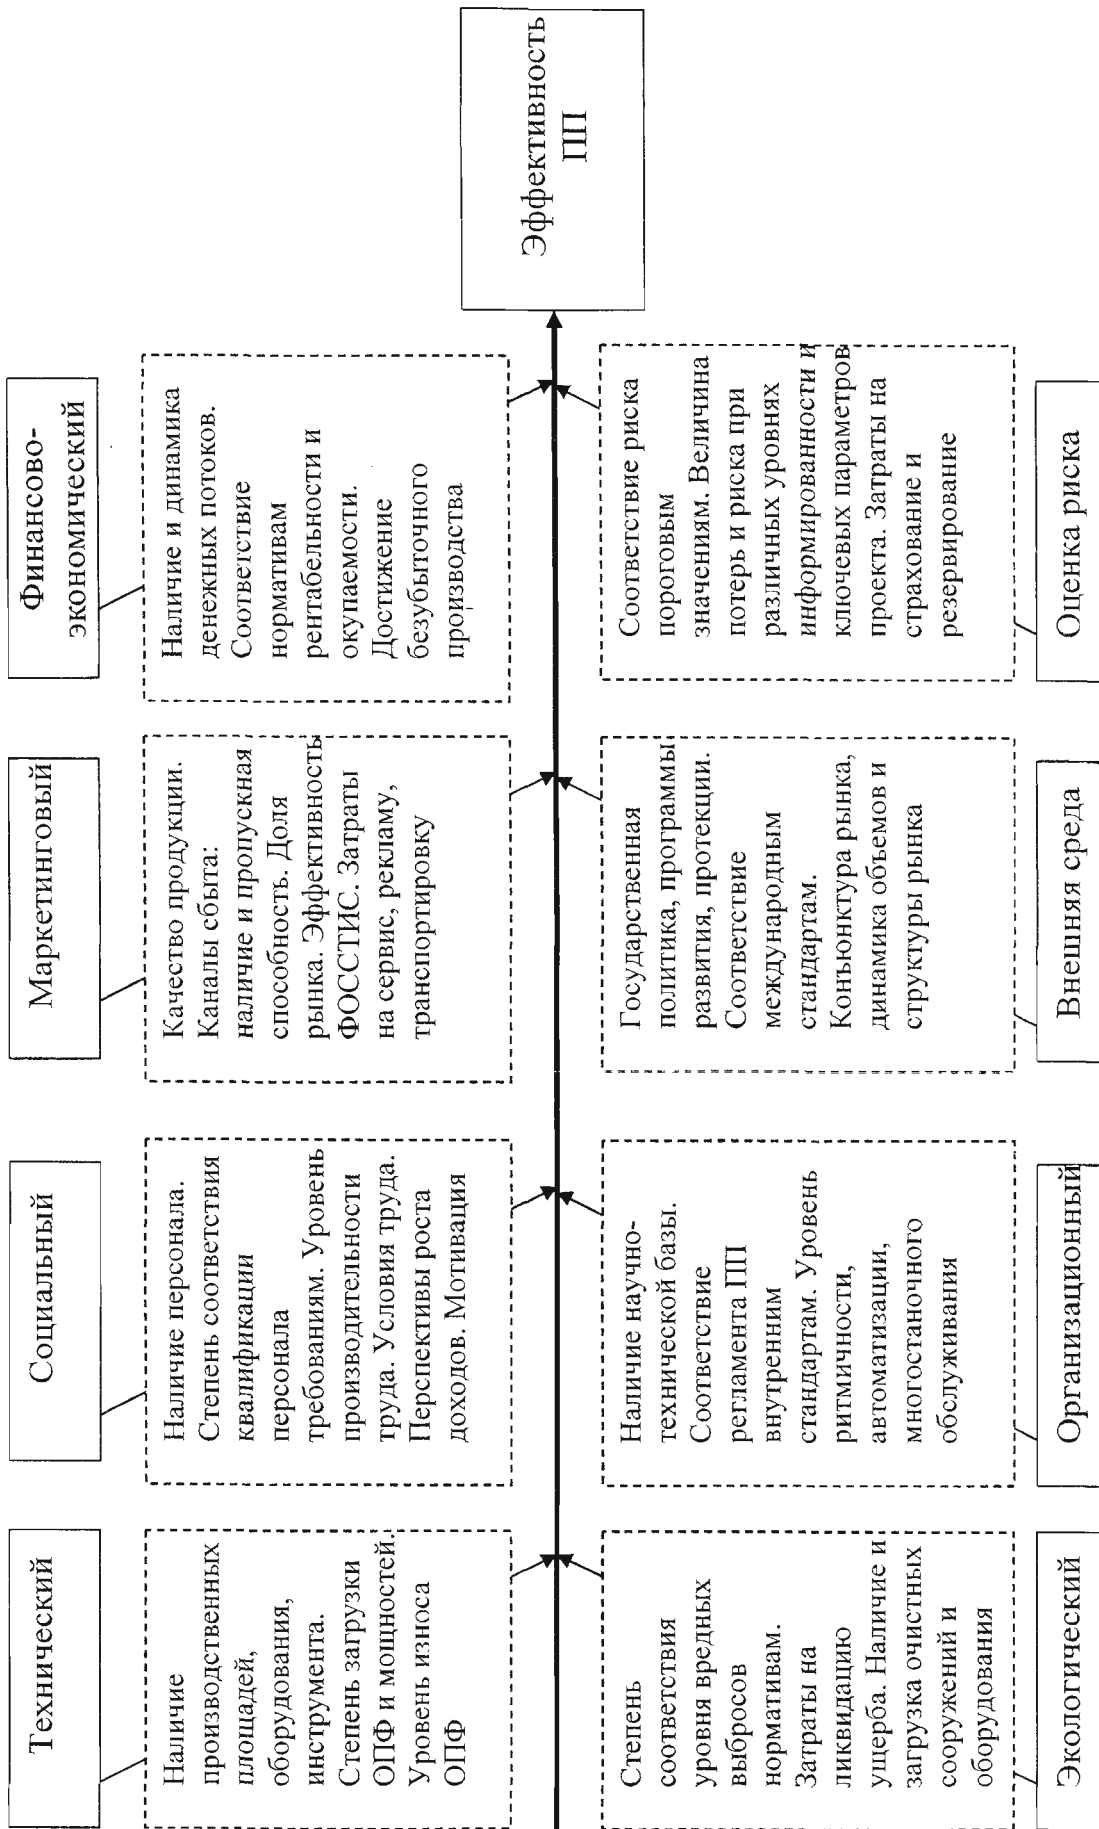 Технический
Наличие
производственных
площадей,
оборудования,
инструмента.
Степень загрузки
ОПФ и мощностей.
Уровень износа
ОПФ
Социальный
Наличие персонала.
Степень соответствия
квалификации
персонала
требованиям. Уровень
производительности
труда. Условия труда.
Перспективы роста
доходов. Мотивация
Маркетинговый
Качество продукции.
Каналы сбыта:
наличие и пропускная
способность. Доля
рынка. Эффективность
ФОССТИС. Затраты
на сервис, рекламу,
транспортировку
Финансово-
экономический
Наличие и динамика
денежных потоков.
Соответствие
нормативам
рентабельности и
окупаемости.
Достижение
безубыточного
производства
Эффективность
ПП
Степень
соответствия
уровня вредных
выбросов
нормативам.
Затраты на
ликвидацию
ущерба. Наличие и
загрузка очистных
сооружений и
оборудования
Экологический
Наличие научно-
технической базы.
Соответствие
регламента ПП
внутренним
стандартам. Уровень
ритмичности,
автоматизации,
многостаночного
обслуживания
Организационный
Государственная
политика, программы
развития, протекции.
Соответствие
международным
стандартам.
Конъюнктура рынка,
динамика объемов и
структуры рынка
Внешняя среда
Соответствие риска
пороговым
значениям. Величина
потерь и риска при
различных уровнях
информированности и
ключевых параметров
проекта. Затраты на
страхование и
резервирование
Оценка риска